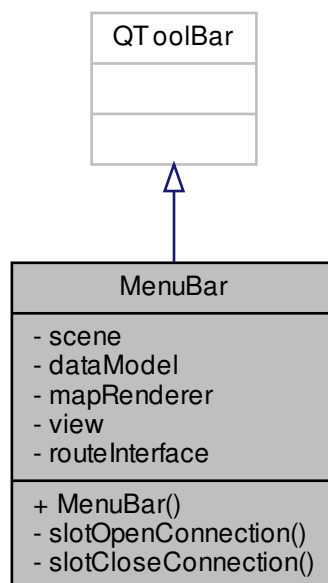 QToolBar
MenuBar
- scene
- dataModel
- mapRenderer
- view
- routeInterface
+ MenuBar()
- slotOpenConnection()
- slotCloseConnection()